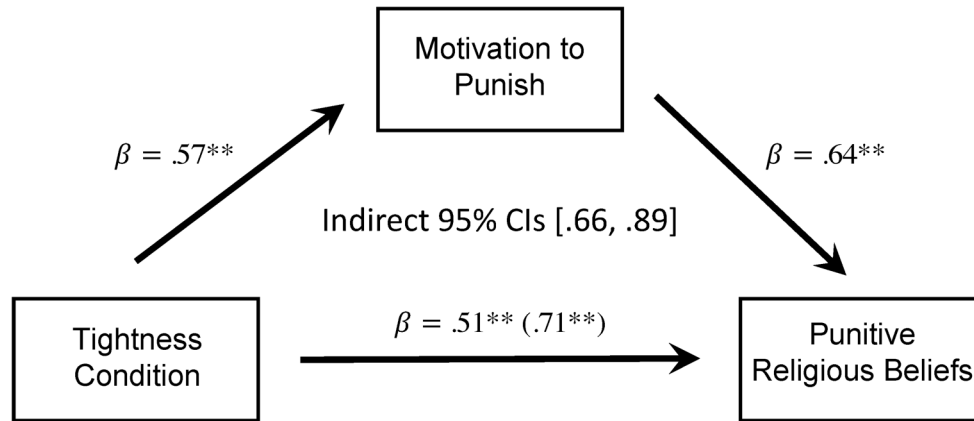 Motivation to
Punish
β = .57**
β = .64**
Indirect 95% CIs [.66, .89]
Tightness
Condition
β = .51** (.71**)
Punitive
Religious Beliefs